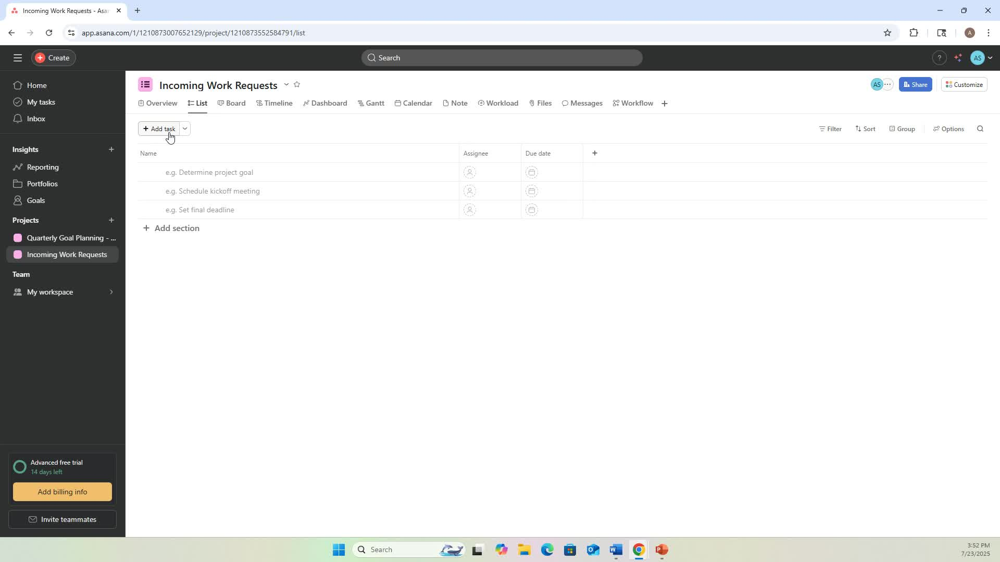 Incoming Work Requests - Asa
app.asana.com/1/1210873007652129/project/1210873552584791/list
A
Create
Search
?
AS
Home
My tasks
Inbox
Insights
Reporting
Portfolios
Goals
Projects
Quarterly Goal Planning - ...
Incoming Work Requests
Team
My workspace
Advanced free trial
14 days left
Add billing info
Invite teammates
Incoming Work Requests
AS
Share
Customize
Overview
List
Board
Timeline
Dashboard
Gantt
Calendar
Note
Workload
Files
Messages
Workflow
+ Add task
Filter
Sort
Group
Options
Name
Assignee
Due date
e.g. Determine project goal
e.g. Schedule kickoff meeting
e.g. Set final deadline
+ Add section
Search
3:52 PM
7/23/2025